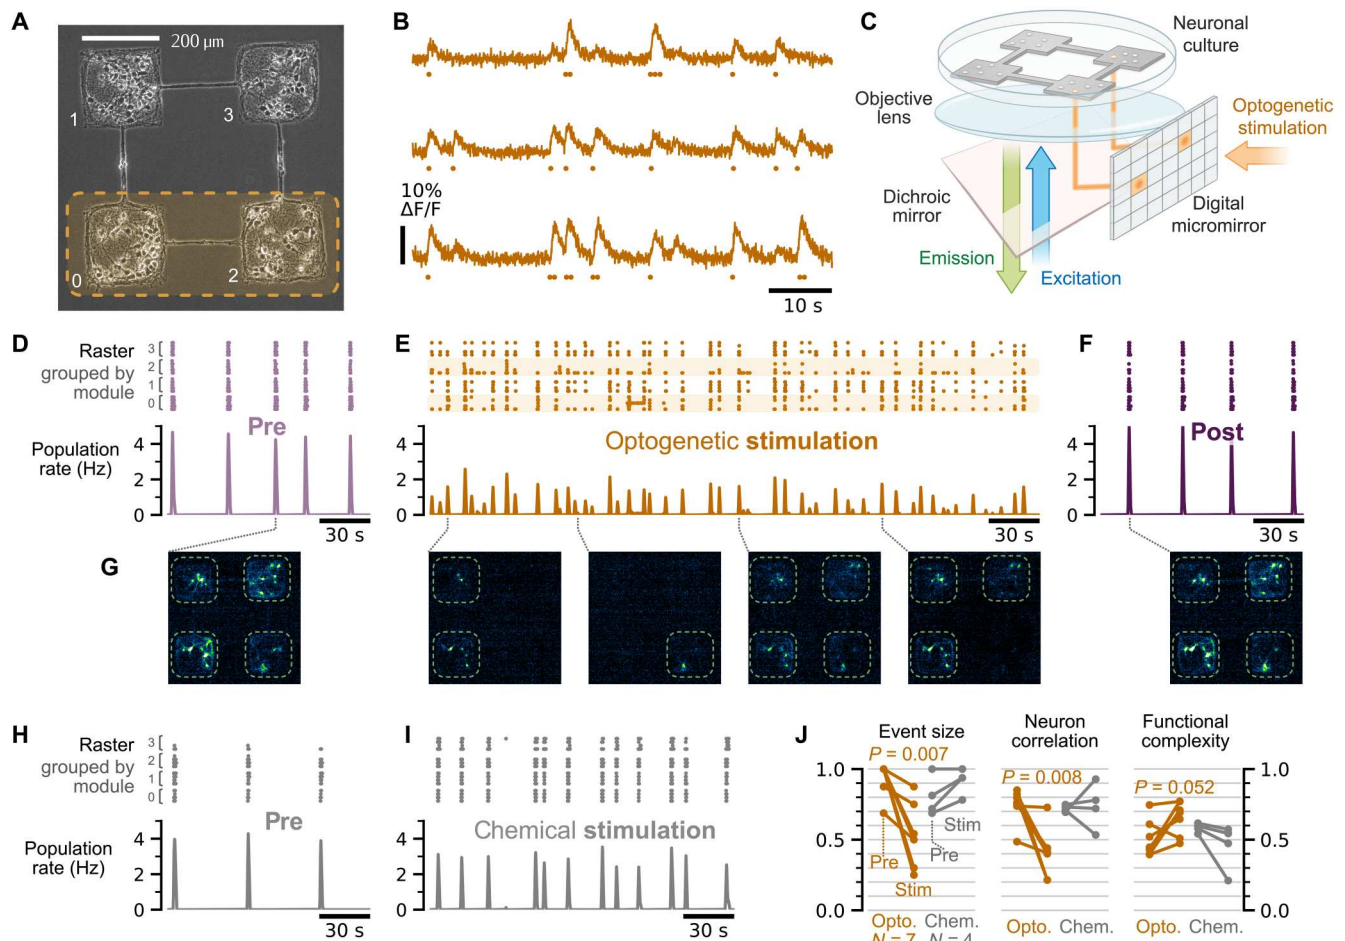 A
200 µm
1
3
0
2
B
10%
ΔF/F
10 s
C
Neuronal
culture
Objective
lens
Optogenetic
stimulation
Dichroic
mirror
Digital
micromirror
Emission
Excitation
D
Raster
grouped by
module
3
2
1
0
Pre
Population
rate (Hz)
4
2
0
30 s
E
Optogenetic stimulation
4
2
0
30 s
F
Post
4
2
0
30 s
G
H
Raster
grouped by
module
3
2
1
0
Pre
Population
rate (Hz)
4
2
0
30 s
I
Chemical stimulation
4
2
0
30 s
J
Event size
P = 0.007
Neuron
correlation
P = 0.008
Functional
complexity
P = 0.052
1.0
0.5
0.0
Pre
Stim
Pre
Stim
1.0
0.5
0.0
Opto.
Chem.
Opto.
Chem.
Opto.
Chem.
N = 7
N = 4